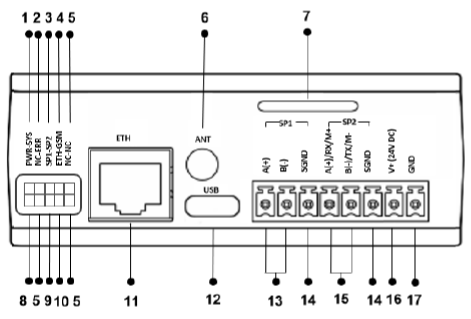 1 2 3 4 5
6
7
PWR-SYS
NC-ERR
SP1-SP2
ETH-GSM
NC-NC
ETH
ANT
USB
SP1
SP2
A(+)
B(-)
SGND
A(+)/RX/M+
B(-)/TX/M-
SGND
V+ (24V DC)
GND
8 5 9 10 5
11
12
13
14
15
14
16
17